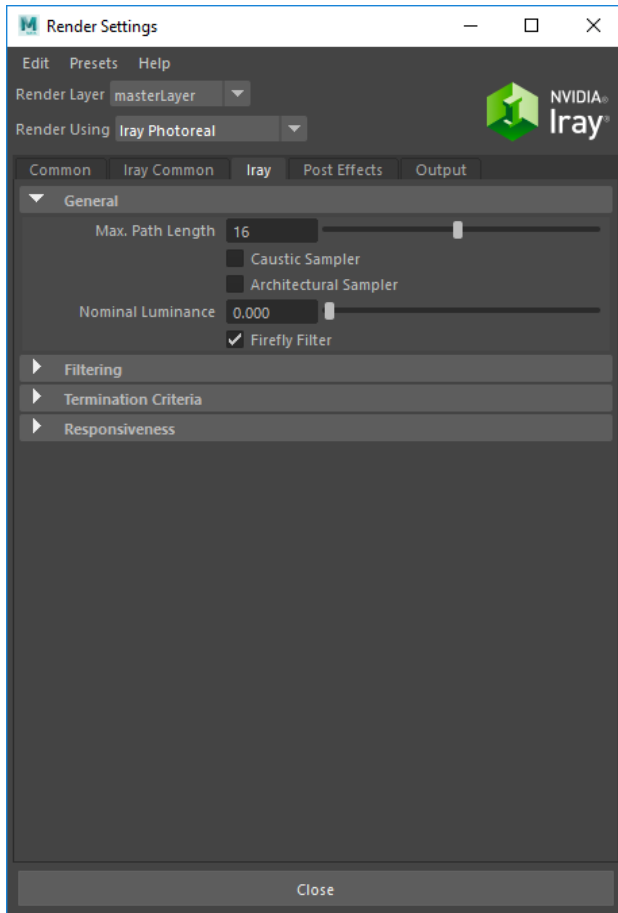 Render Settings
Edit Presets Help
Render Layer masterLayer
Render Using Iray Photoreal
NVIDIA®
Iray®
Common Iray Common Iray Post Effects Output
General
Max. Path Length 16
Caustic Sampler
Architectural Sampler
Nominal Luminance 0.000
Firefly Filter
Filtering
Termination Criteria
Responsiveness
Close